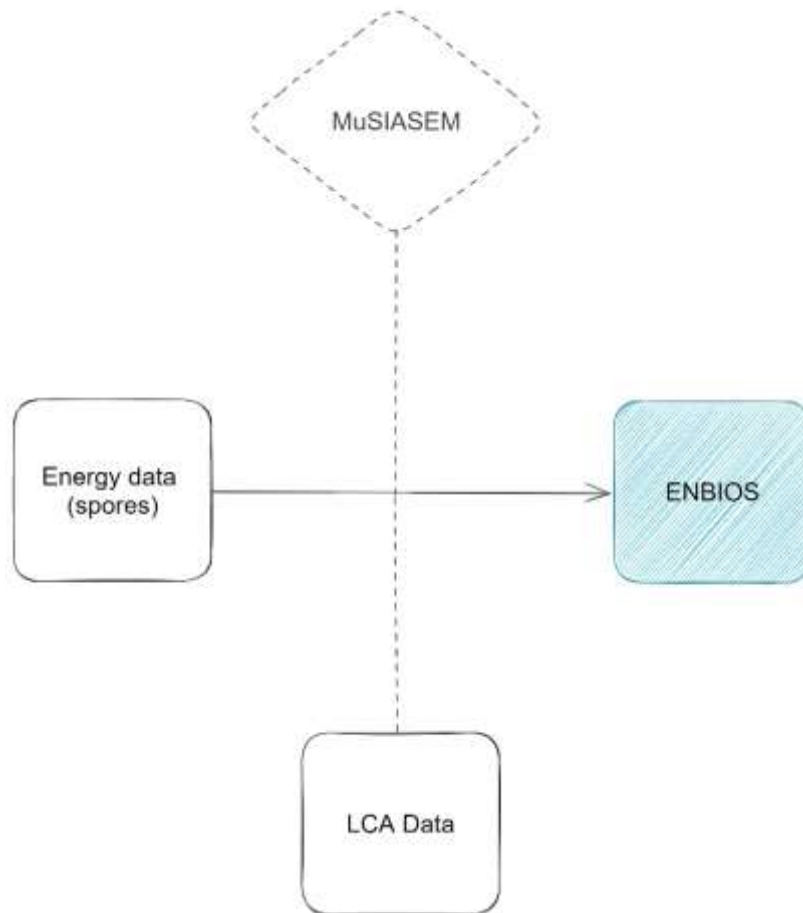 MuSIASEM
Energy data
(spores)
ENBIOS
LCA Data